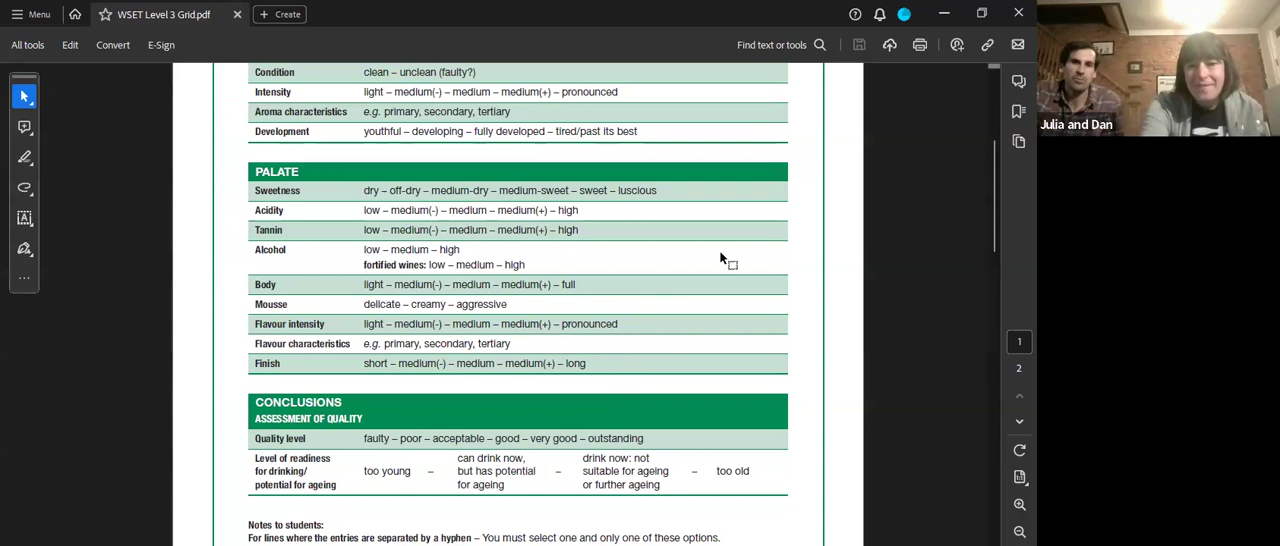 Menu
WSET Level 3 Grid.pdf
Create
All tools
Edit
Convert
E-Sign
Find text or tools
Condition clean – unclean (faulty?)
Intensity light – medium(-) – medium – medium(+) – pronounced
Aroma characteristics e.g. primary, secondary, tertiary
Development youthful – developing – fully developed – tired/past its best
PALATE
Sweetness dry – off-dry – medium-dry – medium-sweet – sweet – luscious
Acidity low – medium(-) – medium – medium(+) – high
Tannin low – medium(-) – medium – medium(+) – high
Alcohol low – medium – high
fortified wines: low – medium – high
Body light – medium(-) – medium – medium(+) – full
Mousse delicate – creamy – aggressive
Flavour intensity light – medium(-) – medium – medium(+) – pronounced
Flavour characteristics e.g. primary, secondary, tertiary
Finish short – medium(-) – medium – medium(+) – long
CONCLUSIONS
ASSESSMENT OF QUALITY
Quality level faulty – poor – acceptable – good – very good – outstanding
Level of readiness can drink now, drink now: not
for drinking/ too young – but has potential – suitable for ageing – too old
potential for ageing for ageing or further ageing
Notes to students:
For lines where the entries are separated by a hyphen – You must select one and only one of these options.
1
2
Julia and Dan